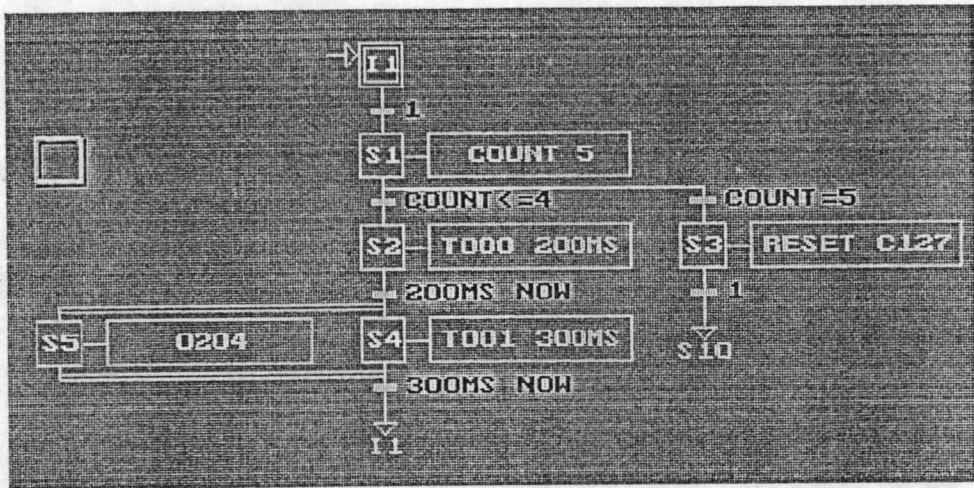 I1
1
S1 COUNT 5
COUNT<=4 COUNT=5
S2 T000 200MS S3 RESET C127
200MS NOW 1
S5 0204 S4 T001 300MS S10
300MS NOW
I1